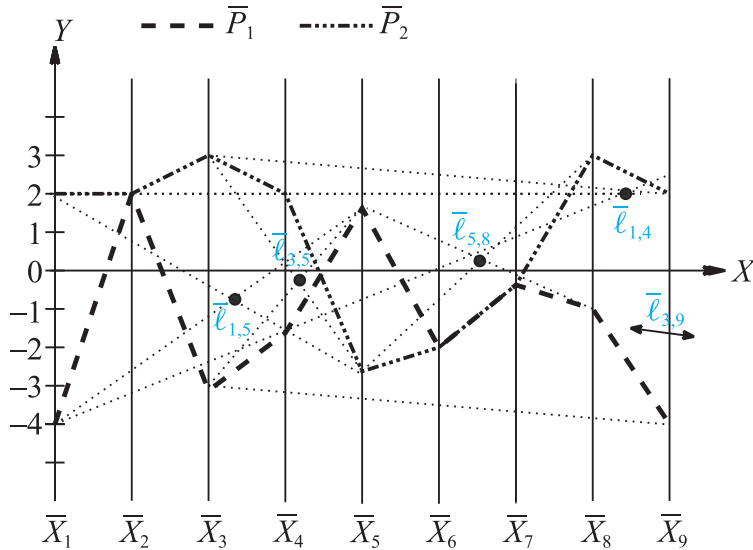 P̅₁ P̅₂
Y
3
2
1
0
−1
−2
−3
−4
X
ℓ̅₃,₅
ℓ̅₅,₈
ℓ̅₁,₄
ℓ̅₁,₅
ℓ̅₃,₉
X̅₁ X̅₂ X̅₃ X̅₄ X̅₅ X̅₆ X̅₇ X̅₈ X̅₉